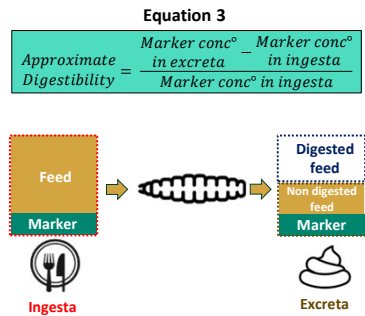 Equation 3
Approximate Digestibility = Marker conc° in excreta − Marker conc° in ingesta
Marker conc° in ingesta
Digested
feed
Feed
Non digested
feed
Marker
Marker
Ingesta
Excreta